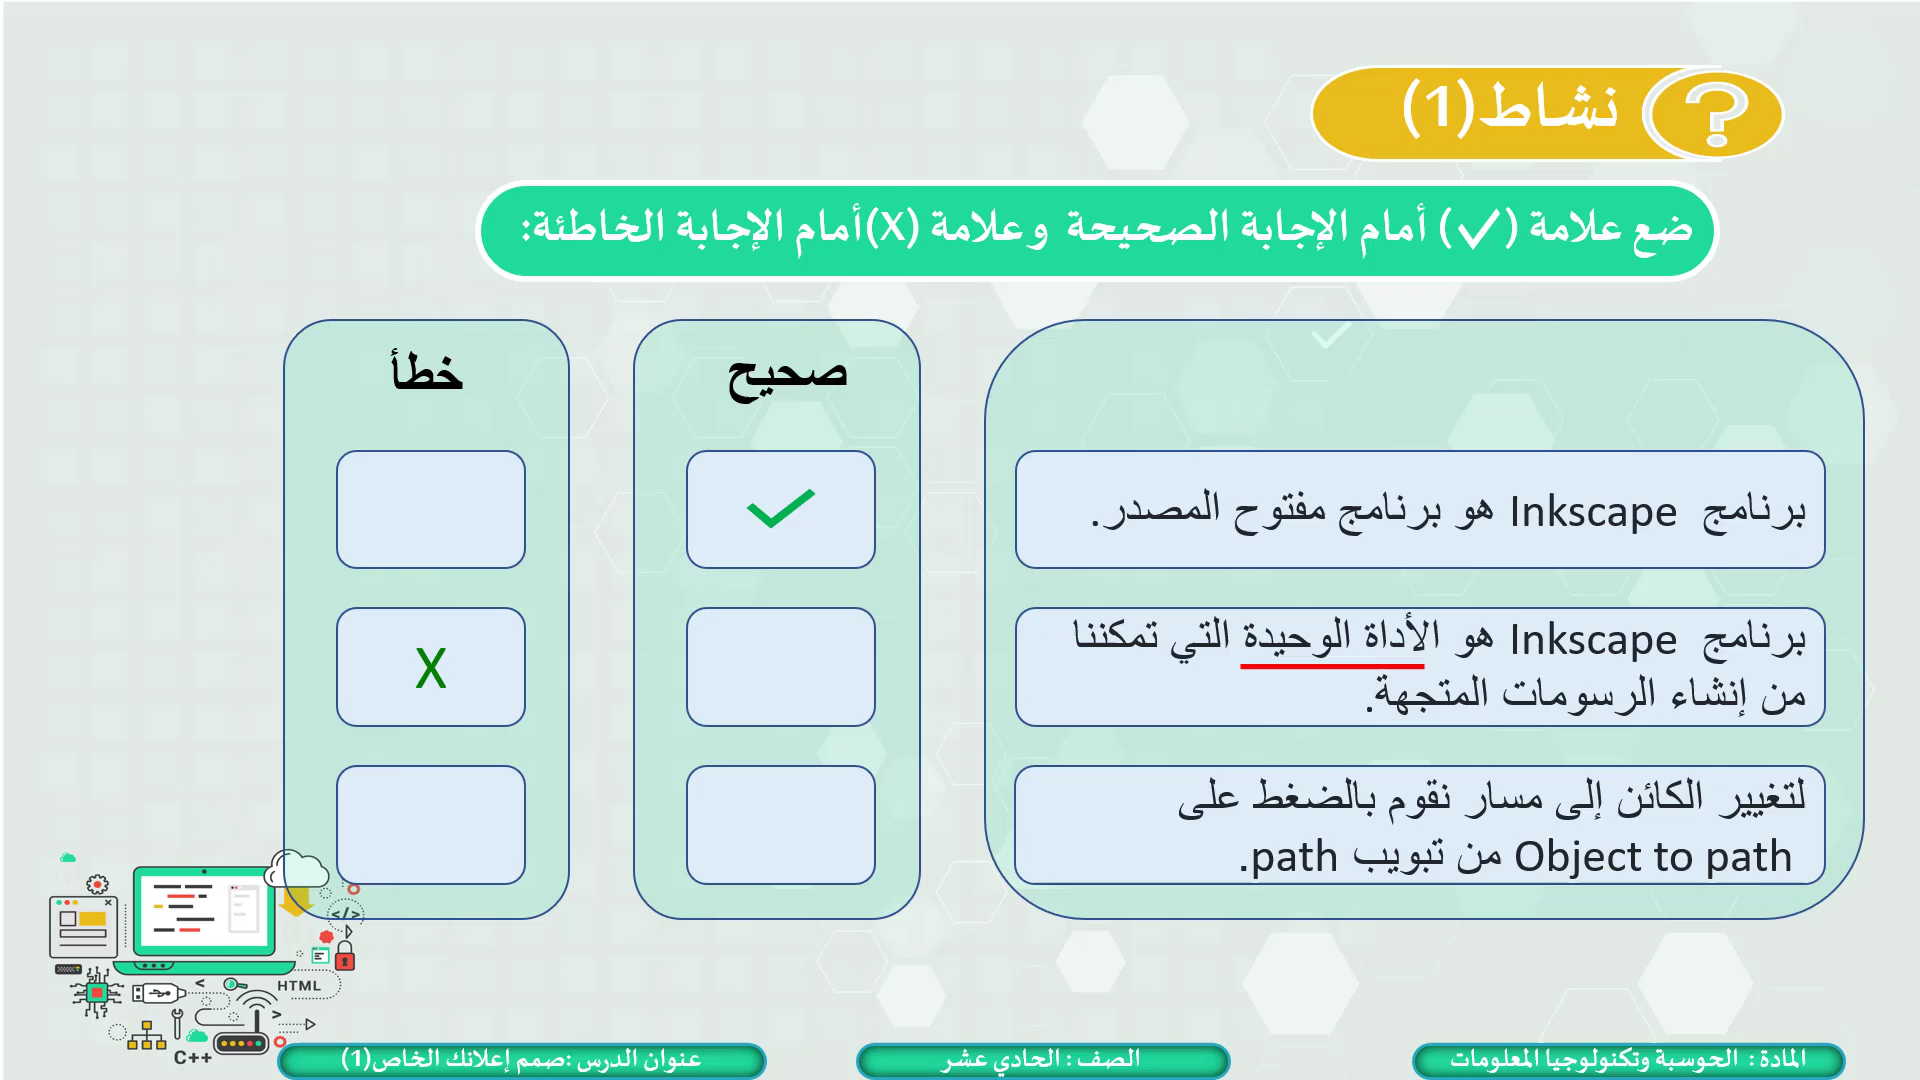 نشاط(1)
ضع علامة (✓) أمام الإجابة الصحيحة وعلامة (X)أمام الإجابة الخاطئة:
صحيح
خطأ
برنامج Inkscape هو برنامج مفتوح المصدر.
✓
برنامج Inkscape هو الأداة الوحيدة التي تمكننا
من إنشاء الرسومات المتجهة.
X
لتغيير الكائن إلى مسار نقوم بالضغط على
Object to path من تبويب path.
</>
HTML
C++
المادة : الحوسبة وتكنولوجيا المعلومات
الصف : الحادي عشر
عنوان الدرس :صمم إعلانك الخاص(1)